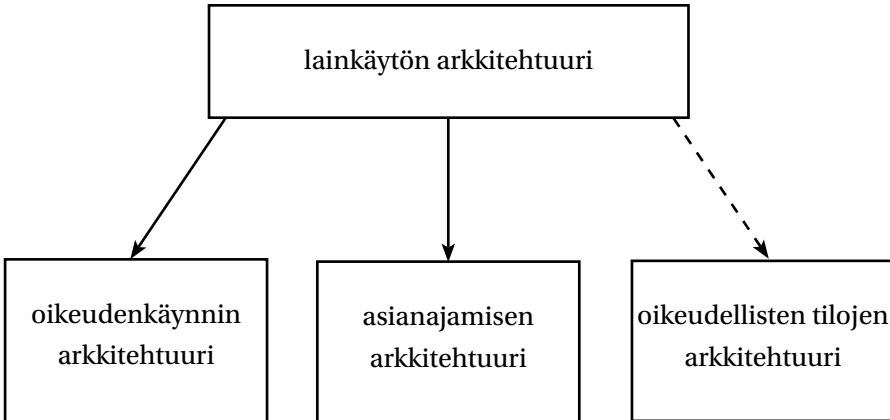 lainkäytön arkkitehtuuri
oikeudenkäynnin
arkkitehtuuri
asianajamisen
arkkitehtuuri
oikeudellisten tilojen
arkkitehtuuri